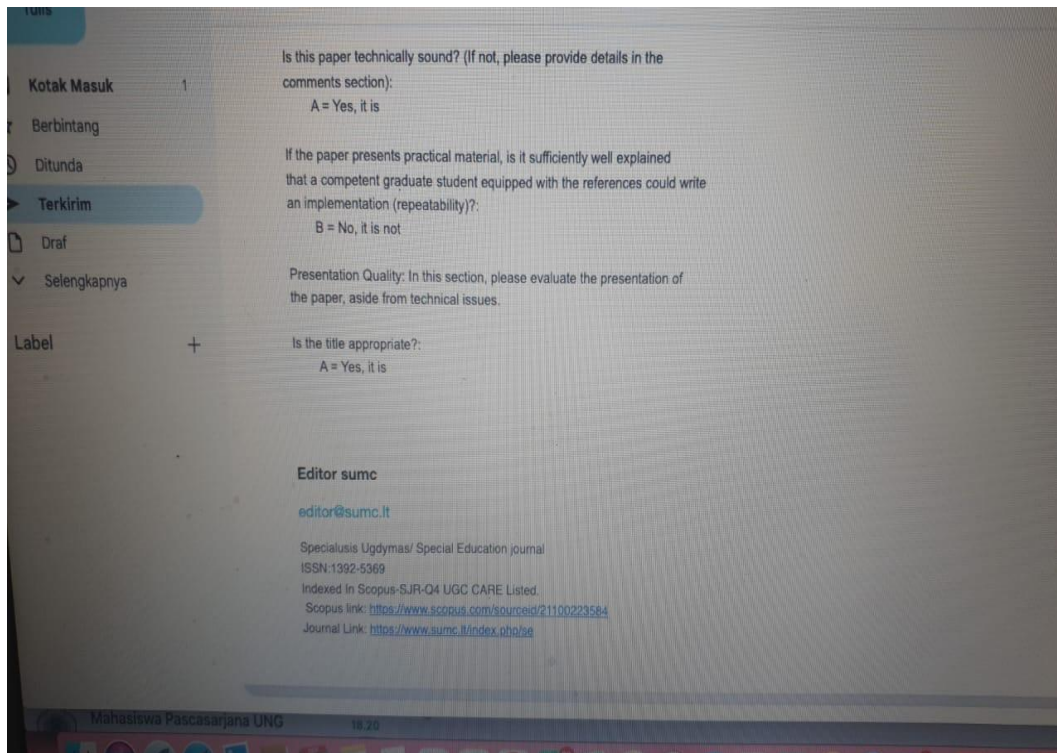 Tulis
Kotak Masuk 1
Berbintang
Ditunda
Terkirim
Draf
Selengkapnya
Label +
Is this paper technically sound? (If not, please provide details in the
comments section):
A = Yes, it is
If the paper presents practical material, is it sufficiently well explained
that a competent graduate student equipped with the references could write
an implementation (repeatability)?:
B = No, it is not
Presentation Quality: In this section, please evaluate the presentation of
the paper, aside from technical issues.
Is the title appropriate?:
A = Yes, it is
Editor sumc
editor@sumc.lt
Specialusis Ugdymas/ Special Education journal
ISSN:1392-5369
Indexed In Scopus-SJR-Q4 UGC CARE Listed.
Scopus link: https://www.scopus.com/sourceid/21100223584
Journal Link: https://www.sumc.lt/index.php/se
Mahasiswa Pascasarjana UNG 18.20